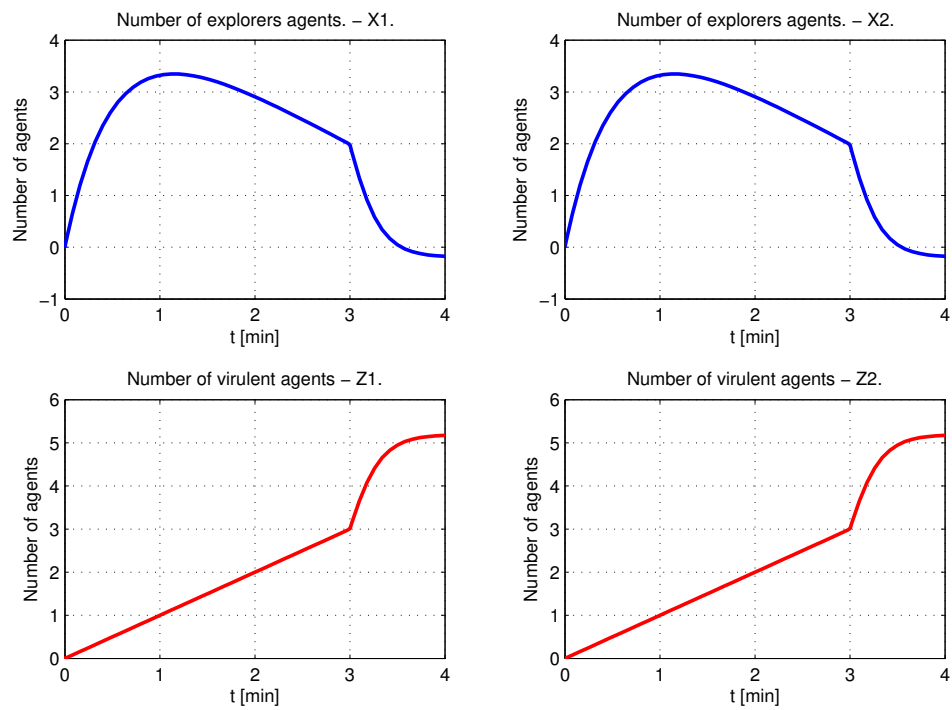 Number of explorers agents. – X1.
4
3
2
1
0
−1
Number of agents
0 1 2 3 4
t [min]
Number of explorers agents. – X2.
4
3
2
1
0
−1
Number of agents
0 1 2 3 4
t [min]
Number of virulent agents – Z1.
6
5
4
3
2
1
0
Number of agents
0 1 2 3 4
t [min]
Number of virulent agents – Z2.
6
5
4
3
2
1
0
Number of agents
0 1 2 3 4
t [min]